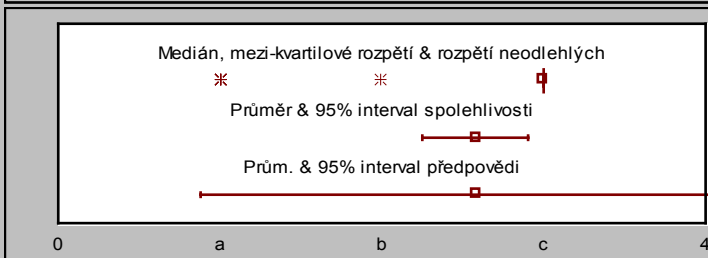 Medián, mezi-kvartilové rozpětí & rozpětí neodlehlých
Průměr & 95% interval spolehlivosti
Prům. & 95% interval předpovědi
0 a b c 4